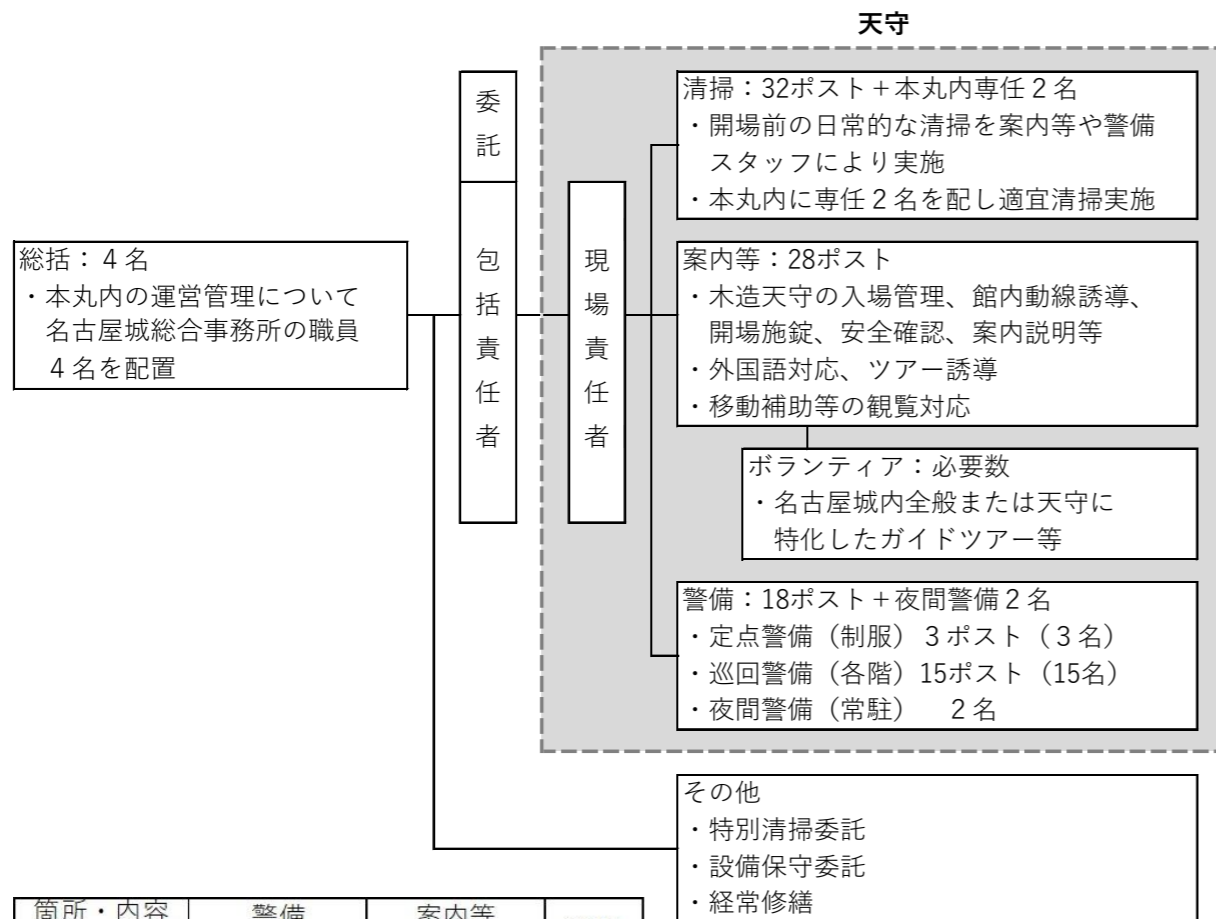 天守
委託
清掃：32ポスト＋本丸内専任２名
・開場前の日常的な清掃を案内等や警備
スタッフにより実施
・本丸内に専任２名を配し適宜清掃実施
総括：４名
・本丸内の運営管理について
名古屋城総合事務所の職員
４名を配置
包括責任者
現場責任者
案内等：28ポスト
・木造天守の入場管理、館内動線誘導、
開場施錠、安全確認、案内説明等
・外国語対応、ツアー誘導
・移動補助等の観覧対応
ボランティア：必要数
・名古屋城内全般または天守に
特化したガイドツアー等
警備：18ポスト＋夜間警備２名
・定点警備（制服）３ポスト（３名）
・巡回警備（各階）15ポスト（15名）
・夜間警備（常駐）　２名
その他
・特別清掃委託
・設備保守委託
・経常修繕
箇所・内容　警備　案内等